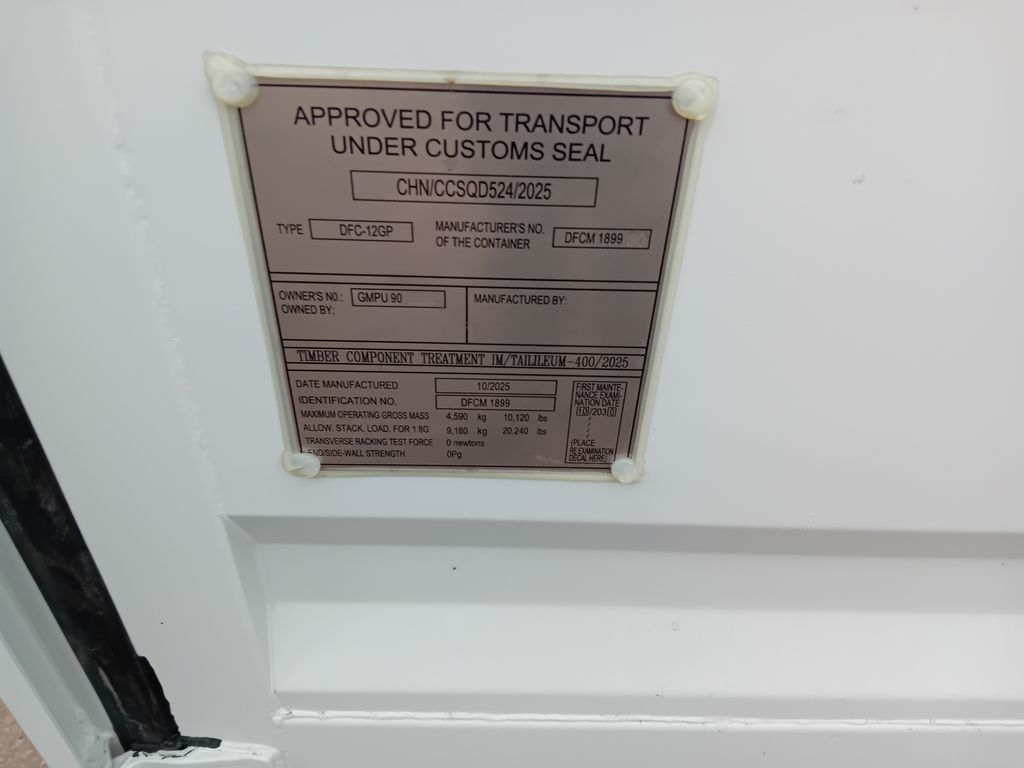 APPROVED FOR TRANSPORT
UNDER CUSTOMS SEAL
CHN/CCSQD524/2025
TYPE DFC-12GP MANUFACTURER'S NO. OF THE CONTAINER DFCM 1899
OWNER'S NO.: GMPU 90
OWNED BY:
MANUFACTURED BY:
TIMBER COMPONENT TREATMENT IM/TAILILEUM-400/2025
DATE MANUFACTURED 10/2025
IDENTIFICATION NO. DFCM 1899
MAXIMUM OPERATING GROSS MASS 4,590 kg 10,120 lbs
ALLOW. STACK. LOAD. FOR 1.8G 9,180 kg 20,240 lbs
TRANSVERSE RACKING TEST FORCE 0 newtons
END/SIDE-WALL STRENGTH 0Pg
FIRST MAINTE-
NANCE EXAMI-
NATION DATE
10/2030
(PLACE
RE.EXAMINATION
DECAL HERE)